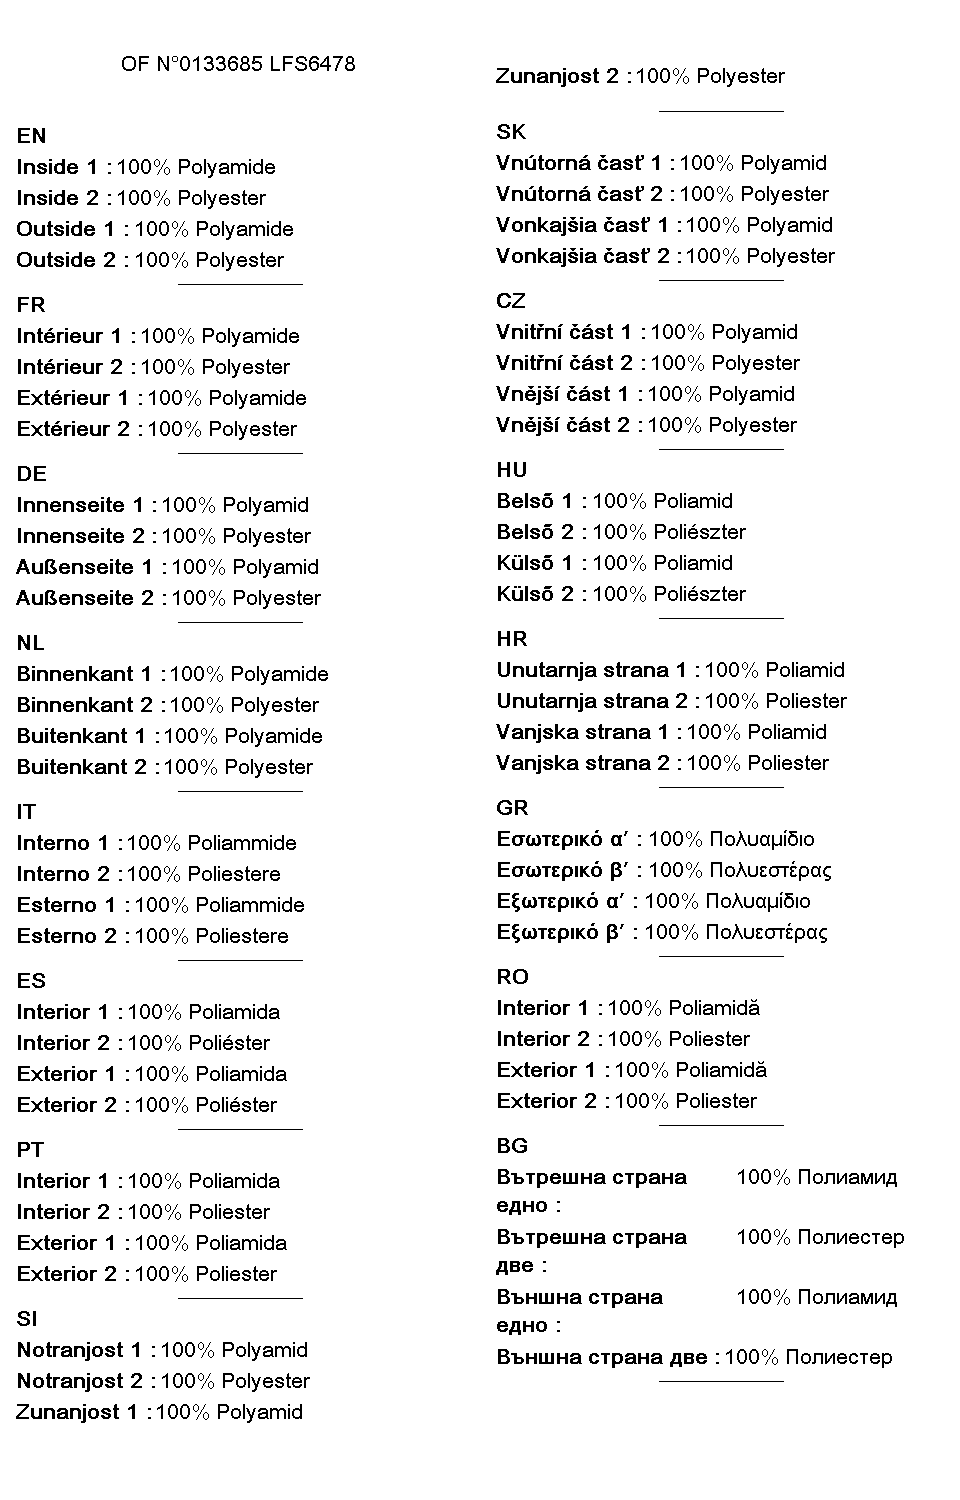 OF N°0133685 LFS6478
EN
Inside 1 : 100% Polyamide
Inside 2 : 100% Polyester
Outside 1 : 100% Polyamide
Outside 2 : 100% Polyester
FR
Intérieur 1 : 100% Polyamide
Intérieur 2 : 100% Polyester
Extérieur 1 : 100% Polyamide
Extérieur 2 : 100% Polyester
DE
Innenseite 1 : 100% Polyamid
Innenseite 2 : 100% Polyester
Außenseite 1 : 100% Polyamid
Außenseite 2 : 100% Polyester
NL
Binnenkant 1 : 100% Polyamide
Binnenkant 2 : 100% Polyester
Buitenkant 1 : 100% Polyamide
Buitenkant 2 : 100% Polyester
IT
Interno 1 : 100% Poliammide
Interno 2 : 100% Poliestere
Esterno 1 : 100% Poliammide
Esterno 2 : 100% Poliestere
ES
Interior 1 : 100% Poliamida
Interior 2 : 100% Poliéster
Exterior 1 : 100% Poliamida
Exterior 2 : 100% Poliéster
PT
Interior 1 : 100% Poliamida
Interior 2 : 100% Poliester
Exterior 1 : 100% Poliamida
Exterior 2 : 100% Poliester
SI
Notranjost 1 : 100% Polyamid
Notranjost 2 : 100% Polyester
Zunanjost 1 : 100% Polyamid
Zunanjost 2 : 100% Polyester
SK
Vnútorná časť 1 : 100% Polyamid
Vnútorná časť 2 : 100% Polyester
Vonkajšia časť 1 : 100% Polyamid
Vonkajšia časť 2 : 100% Polyester
CZ
Vnitřní část 1 : 100% Polyamid
Vnitřní část 2 : 100% Polyester
Vnější část 1 : 100% Polyamid
Vnější část 2 : 100% Polyester
HU
Belsõ 1 : 100% Poliamid
Belsõ 2 : 100% Poliészter
Külsõ 1 : 100% Poliamid
Külsõ 2 : 100% Poliészter
HR
Unutarnja strana 1 : 100% Poliamid
Unutarnja strana 2 : 100% Poliester
Vanjska strana 1 : 100% Poliamid
Vanjska strana 2 : 100% Poliester
GR
Εσωτερικό α’ : 100% Πολυαμίδιο
Εσωτερικό β’ : 100% Πολυεστέρας
Εξωτερικό α’ : 100% Πολυαμίδιο
Εξωτερικό β’ : 100% Πολυεστέρας
RO
Interior 1 : 100% Poliamidă
Interior 2 : 100% Poliester
Exterior 1 : 100% Poliamidă
Exterior 2 : 100% Poliester
BG
Вътрешна страна 100% Полиамид
едно :
Вътрешна страна 100% Полиестер
две :
Външна страна 100% Полиамид
едно :
Външна страна две : 100% Полиестер